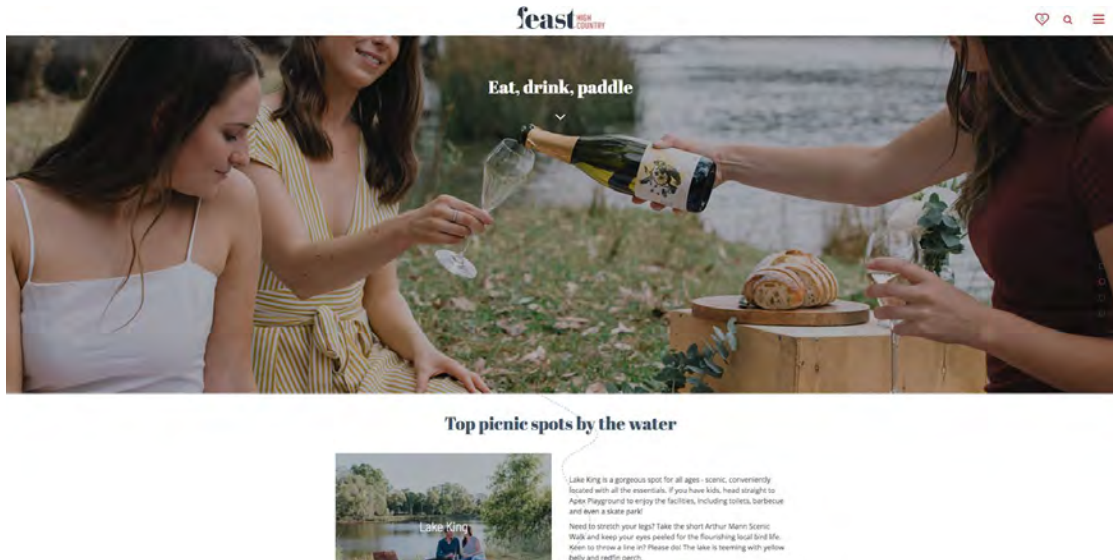 feast HIGH
COUNTRY
Eat, drink, paddle
Top picnic spots by the water
Lake King
Lake King is a gorgeous spot for all ages - scenic, conveniently
located with all the essentials. If you have kids, head straight to
Apex Playground to enjoy the facilities, including toilets, barbecue
and even a skate park!
Need to stretch your legs? Take the short Arthur Mann Scenic
Walk and keep your eyes peeled for the flourishing local bird life.
Keen to throw a line in? Please do! The lake is teeming with yellow
belly and redfin perch.